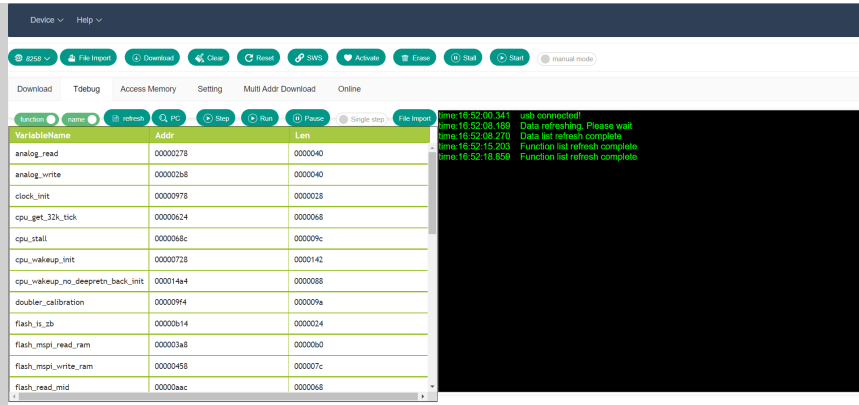 Device Help
8258 File Import Download Clear Reset SWS Activate Erase Stall Start manual mode
Download Tdebug Access Memory Setting Multi Addr Download Online
function name refresh PC Step Run Pause Single step File Import
VariableName Addr Len
analog_read 00000278 0000040
analog_write 000002b8 0000040
clock_init 00000978 0000028
cpu_get_32k_tick 00000624 0000068
cpu_stall 0000068c 000009c
cpu_wakeup_init 00000728 0000142
cpu_wakeup_no_deepretn_back_init 000014a4 0000088
doubler_calibration 000009f4 000009a
flash_is_zb 00000b14 0000024
flash_mspi_read_ram 000003a8 00000b0
flash_mspi_write_ram 00000458 000007c
flash_read_mid 00000aac 0000068
time:16:52:00.341 usb connected!
time:16:52:08.189 Data refreshing, Please wait
time:16:52:08.270 Data list refresh complete
time:16:52:15.203 Function list refresh complete
time:16:52:18.859 Function list refresh complete